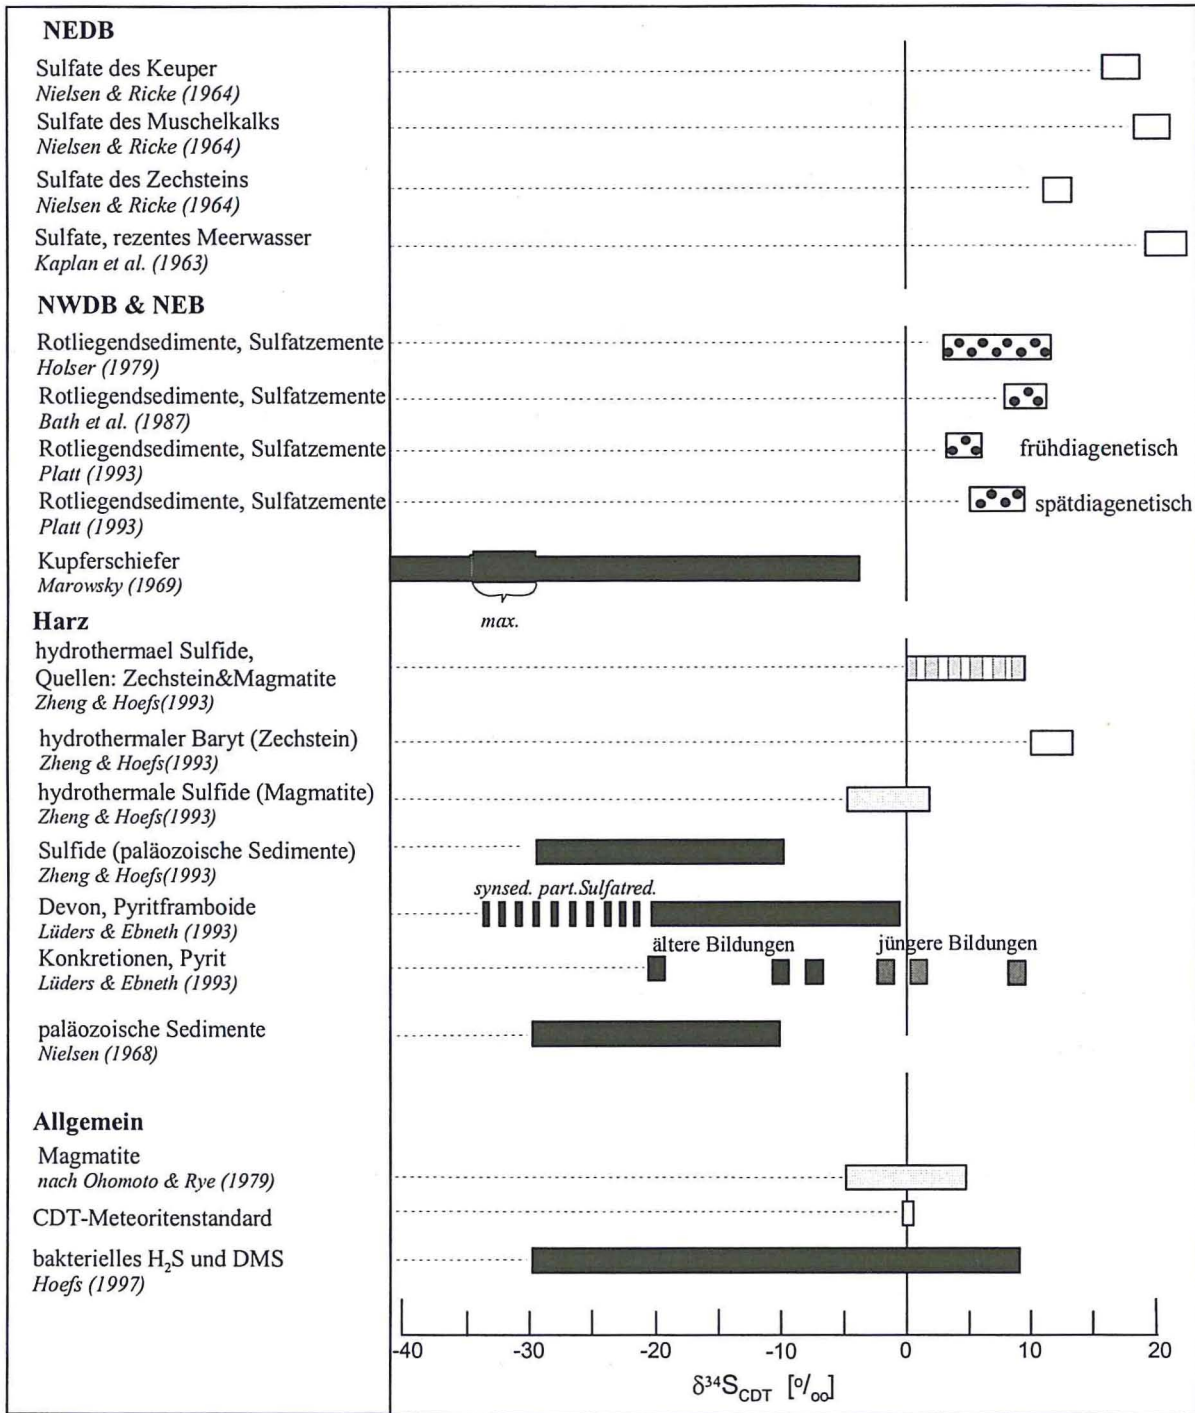 NEDB
Sulfate des Keuper
Nielsen & Ricke (1964)
Sulfate des Muschelkalks
Nielsen & Ricke (1964)
Sulfate des Zechsteins
Nielsen & Ricke (1964)
Sulfate, rezentes Meerwasser
Kaplan et al. (1963)
NWDB & NEB
Rotliegendsedimente, Sulfatzemente
Holser (1979)
Rotliegendsedimente, Sulfatzemente
Bath et al. (1987)
Rotliegendsedimente, Sulfatzemente frühdiagenetisch
Platt (1993)
Rotliegendsedimente, Sulfatzemente spätdiagenetisch
Platt (1993)
Kupferschiefer
Marowsky (1969)
max.
Harz
hydrothermael Sulfide,
Quellen: Zechstein&Magmatite
Zheng & Hoefs(1993)
hydrothermaler Baryt (Zechstein)
Zheng & Hoefs(1993)
hydrothermale Sulfide (Magmatite)
Zheng & Hoefs(1993)
Sulfide (paläozoische Sedimente)
Zheng & Hoefs(1993)
synsed. part.Sulfatred.
Devon, Pyritframboide
Lüders & Ebneth (1993)
ältere Bildungen jüngere Bildungen
Konkretionen, Pyrit
Lüders & Ebneth (1993)
paläozoische Sedimente
Nielsen (1968)
Allgemein
Magmatite
nach Ohomoto & Rye (1979)
CDT-Meteoritenstandard
bakterielles H₂S und DMS
Hoefs (1997)
-40 -30 -20 -10 0 10 20
δ³⁴S_CDT [º/ₒₒ]